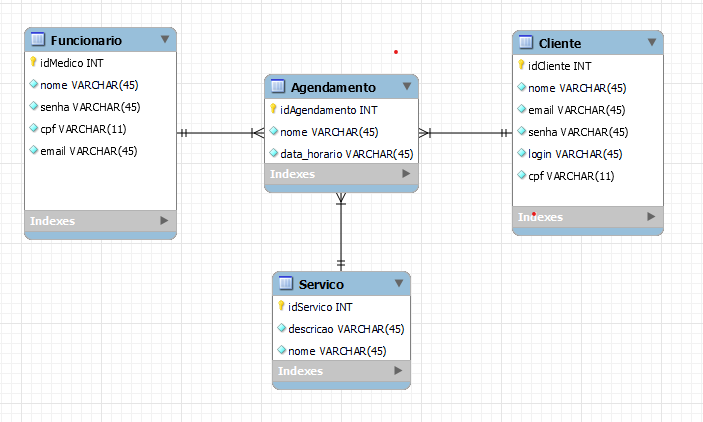 Funcionario
idMedico INT
nome VARCHAR(45)
senha VARCHAR(45)
cpf VARCHAR(11)
email VARCHAR(45)
Indexes
Agendamento
idAgendamento INT
nome VARCHAR(45)
data_horario VARCHAR(45)
Indexes
Cliente
idCliente INT
nome VARCHAR(45)
email VARCHAR(45)
senha VARCHAR(45)
login VARCHAR(45)
cpf VARCHAR(11)
Indexes
Servico
idServico INT
descricao VARCHAR(45)
nome VARCHAR(45)
Indexes